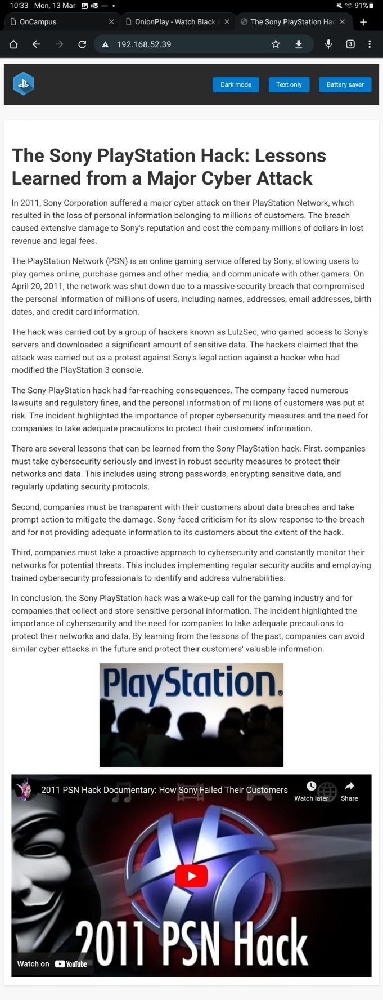 10:33 Mon, 13 Mar
91%
OnCampus
OnionPlay - Watch Black
The Sony PlayStation Hac
192.168.52.39
3
Dark mode
Text only
Battery saver
The Sony PlayStation Hack: Lessons
Learned from a Major Cyber Attack
In 2011, Sony Corporation suffered a major cyber attack on their PlayStation Network, which
resulted in the loss of personal information belonging to millions of customers. The breach
caused extensive damage to Sony's reputation and cost the company millions of dollars in lost
revenue and legal fees.
The PlayStation Network (PSN) is an online gaming service offered by Sony, allowing users to
play games online, purchase games and other media, and communicate with other gamers. On
April 20, 2011, the network was shut down due to a massive security breach that compromised
the personal information of millions of users, including names, addresses, email addresses, birth
dates, and credit card information.
The hack was carried out by a group of hackers known as LulzSec, who gained access to Sony's
servers and downloaded a significant amount of sensitive data. The hackers claimed that the
attack was carried out as a protest against Sony's legal action against a hacker who had
modified the PlayStation 3 console.
The Sony PlayStation hack had far-reaching consequences. The company faced numerous
lawsuits and regulatory fines, and the personal information of millions of customers was put at
risk. The incident highlighted the importance of proper cybersecurity measures and the need for
companies to take adequate precautions to protect their customers' information.
There are several lessons that can be learned from the Sony PlayStation hack. First, companies
must take cybersecurity seriously and invest in robust security measures to protect their
networks and data. This includes using strong passwords, encrypting sensitive data, and
regularly updating security protocols.
Second, companies must be transparent with their customers about data breaches and take
prompt action to mitigate the damage. Sony faced criticism for its slow response to the breach
and for not providing adequate information to its customers about the extent of the hack.
Third, companies must take a proactive approach to cybersecurity and constantly monitor their
networks for potential threats. This includes implementing regular security audits and employing
trained cybersecurity professionals to identify and address vulnerabilities.
In conclusion, the Sony PlayStation hack was a wake-up call for the gaming industry and for
companies that collect and store sensitive personal information. The incident highlighted the
importance of cybersecurity and the need for companies to take adequate precautions to
protect their networks and data. By learning from the lessons of the past, companies can avoid
similar cyber attacks in the future and protect their customers' valuable information.
PlayStation®
2011 PSN Hack Documentary: How Sony Failed Their Customers
Watch later
Share
2011 PSN Hack
Watch on YouTube